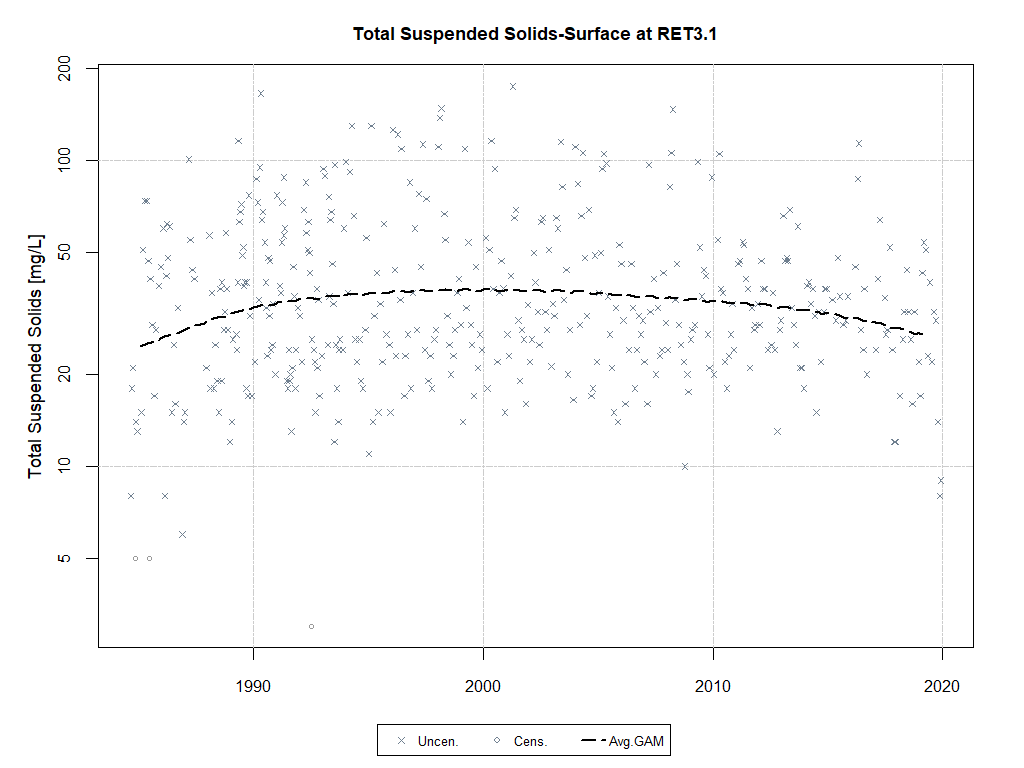 Total Suspended Solids-Surface at RET3.1
Total Suspended Solids [mg/L]
200
100
50
20
10
5
1990 2000 2010 2020
Uncen. Cens. Avg.GAM